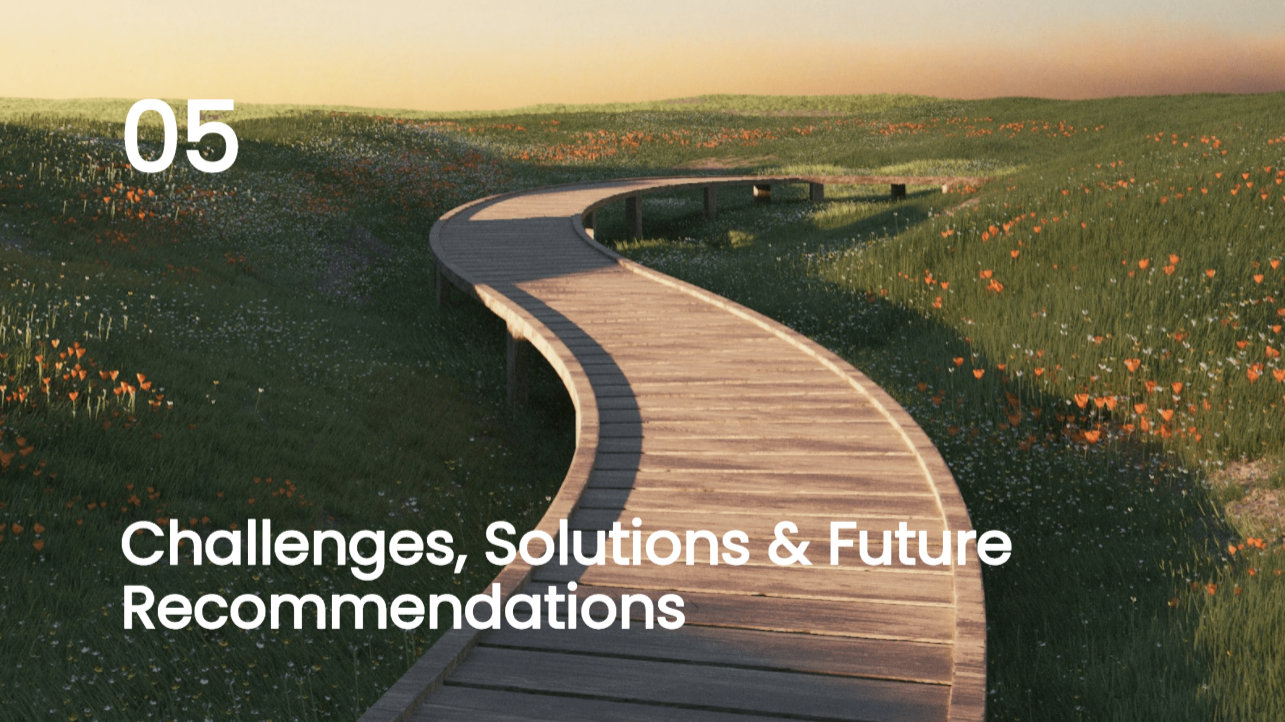 05
Challenges, Solutions & Future
Recommendations